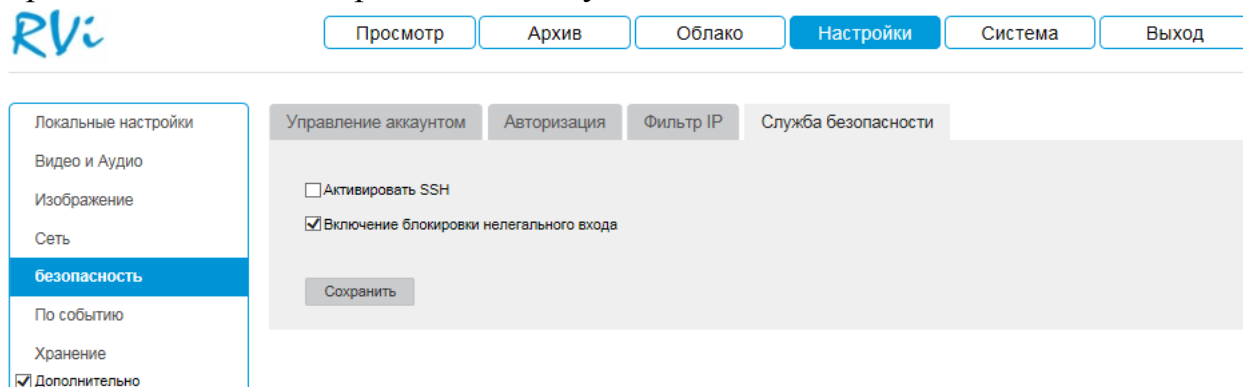 RVi
Просмотр Архив Облако Настройки Система Выход
Локальные настройки
Видео и Аудио
Изображение
Сеть
безопасность
По событию
Хранение
Дополнительно
Управление аккаунтом Авторизация Фильтр IP Служба безопасности
Активировать SSH
Включение блокировки нелегального входа
Сохранить